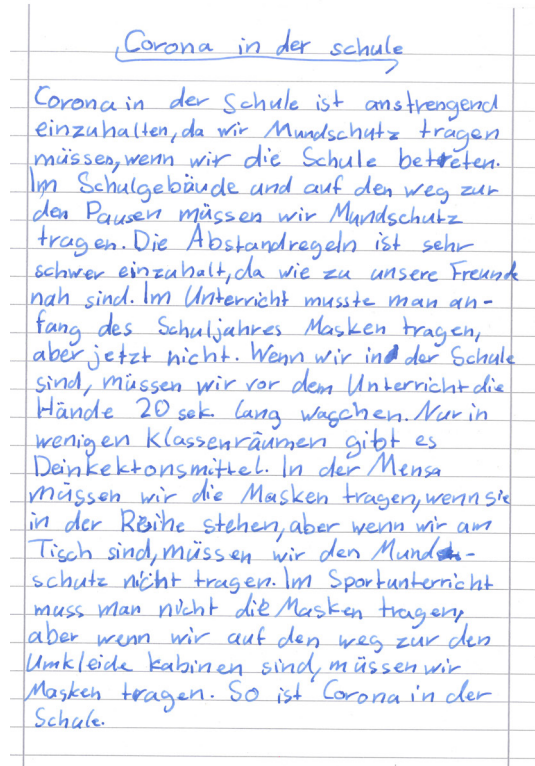 Corona in der schule
Corona in der Schule ist anstrengend
einzuhalten, da wir Mundschutz tragen
müssen, wenn wir die Schule betreten.
Im Schulgebäude und auf den weg zur
den Pausen müssen wir Mundschutz
tragen. Die Abstandregeln ist sehr
schwer einzuhalt, da wie zu unsere Freunde
nah sind. Im Unterricht musste man an-
fang des Schuljahres Masken tragen,
aber jetzt nicht. Wenn wir in der Schule
sind, müssen wir vor dem Unterricht die
Hände 20 sek. lang waschen. Nur in
wenigen Klassenräumen gibt es
Deinkektonsmittel. In der Mensa
müssen wir die Masken tragen, wenn sie
in der Reihe stehen, aber wenn wir am
Tisch sind, müssen wir den Mund-
schutz nicht tragen. Im Sportunterricht
muss man nicht die Masken tragen,
aber wenn wir auf den weg zur den
Umkleide kabinen sind, müssen wir
Masken tragen. So ist Corona in der
Schule.